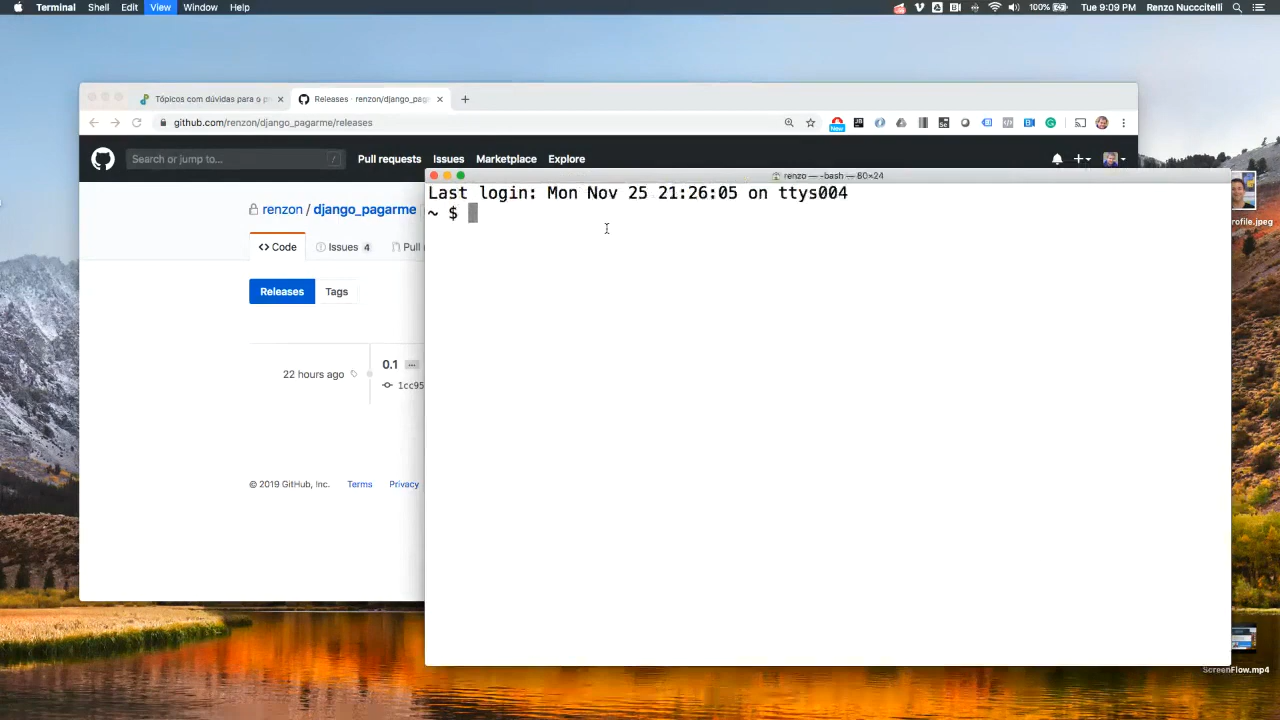 Terminal Shell Edit View Window Help 100% Tue 9:09 PM Renzo Nucccitelli
Tópicos com dúvidas para o p Releases · renzon/django_pag
github.com/renzon/django_pagarme/releases New
Search or jump to... / Pull requests Issues Marketplace Explore
renzo — -bash — 80×24
Last login: Mon Nov 25 21:26:05 on ttys004
~ $
renzon / django_pagarme
rofile.jpeg
<> Code Issues 4 Pull
Releases Tags
0.1 ...
22 hours ago
1cc95
© 2019 GitHub, Inc. Terms Privacy
ScreenFlow.mp4